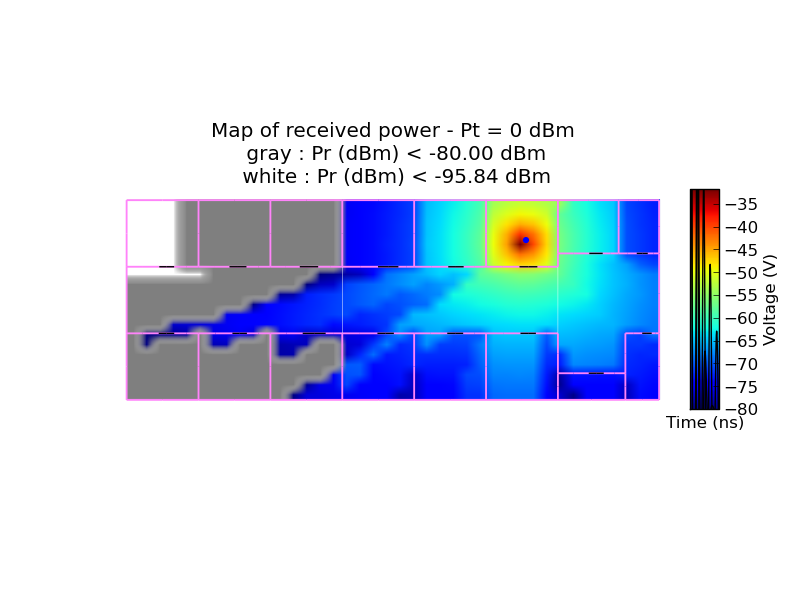 Map of received power - Pt = 0 dBm
gray : Pr (dBm) < -80.00 dBm
white : Pr (dBm) < -95.84 dBm
−35
−40
−45
−50
−55
−60
−65
−70
−75
−80
Voltage (V)
Time (ns)